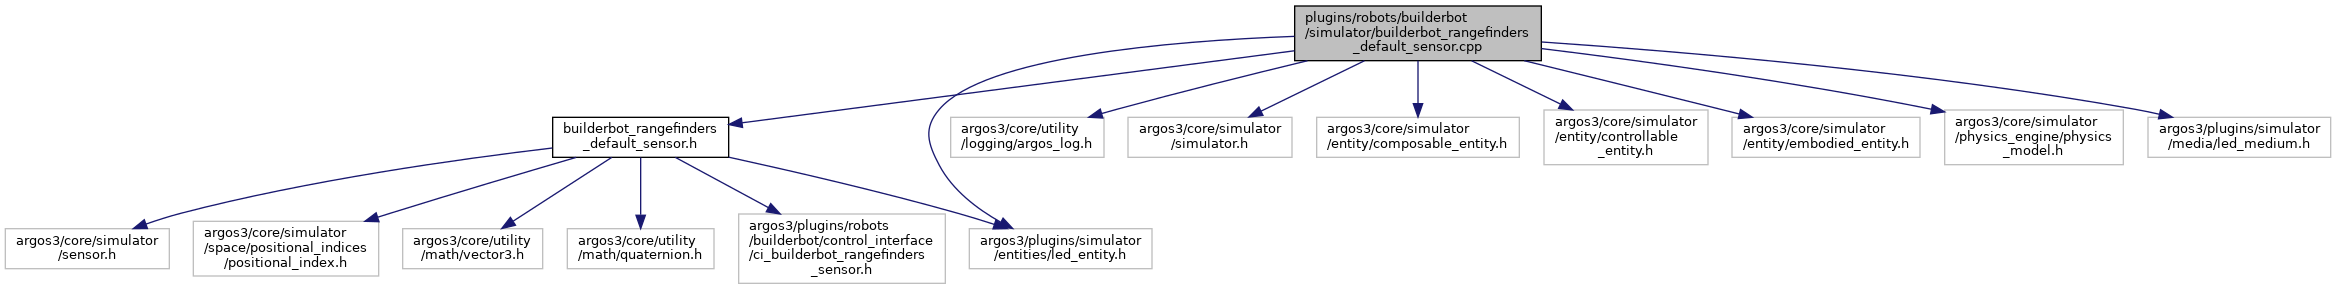 plugins/robots/builderbot
/simulator/builderbot_rangefinders
_default_sensor.cpp
builderbot_rangefinders
_default_sensor.h
argos3/core/utility
/logging/argos_log.h
argos3/core/simulator
/simulator.h
argos3/core/simulator
/entity/composable_entity.h
argos3/core/simulator
/entity/controllable
_entity.h
argos3/core/simulator
/entity/embodied_entity.h
argos3/core/simulator
/physics_engine/physics
_model.h
argos3/plugins/simulator
/media/led_medium.h
argos3/core/simulator
/sensor.h
argos3/core/simulator
/space/positional_indices
/positional_index.h
argos3/core/utility
/math/vector3.h
argos3/core/utility
/math/quaternion.h
argos3/plugins/robots
/builderbot/control_interface
/ci_builderbot_rangefinders
_sensor.h
argos3/plugins/simulator
/entities/led_entity.h